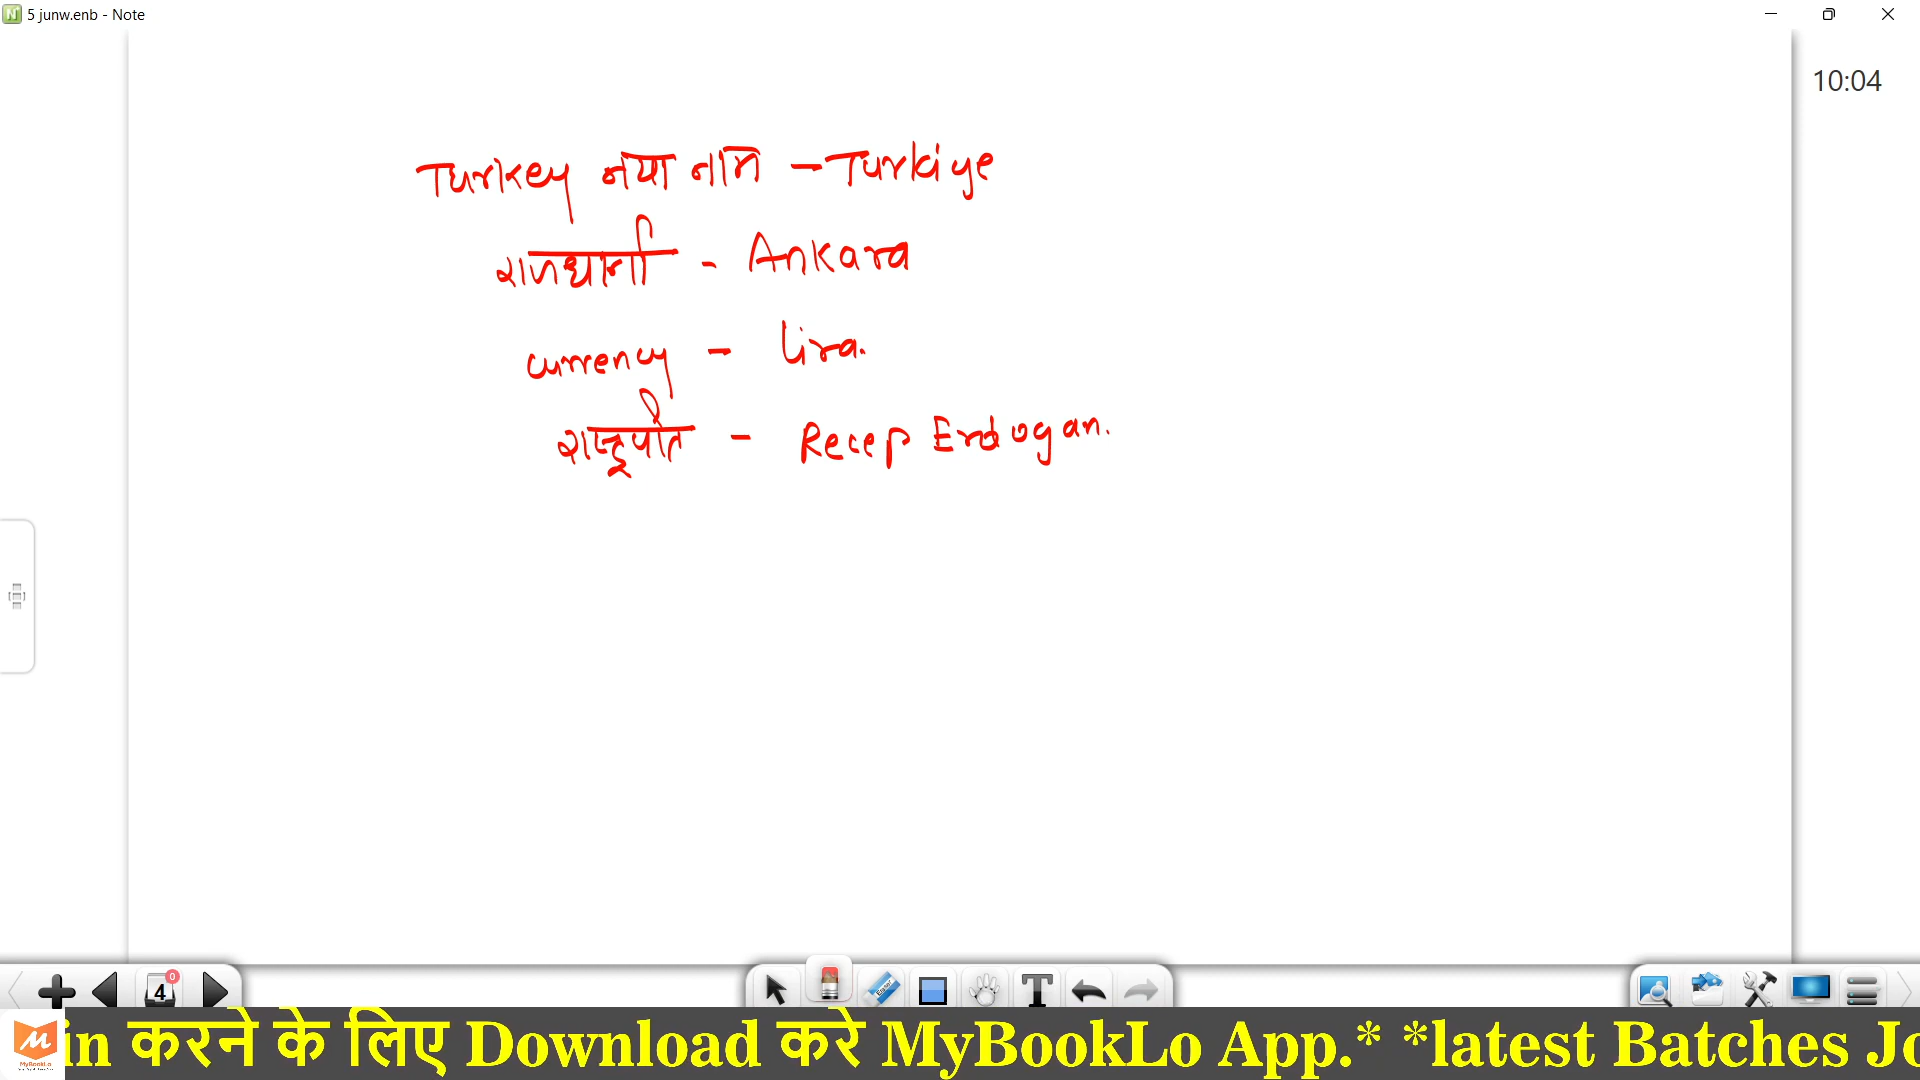 5 junw.enb - Note
10:04
Turkey नया नाम - Turkiye
राजधानी - Ankara
currency - lira.
राष्ट्रपति - Recep Erdogan.
4
0
in करने के लिए Download करे MyBookLo App.* *latest Batches Jo
MyBookLo